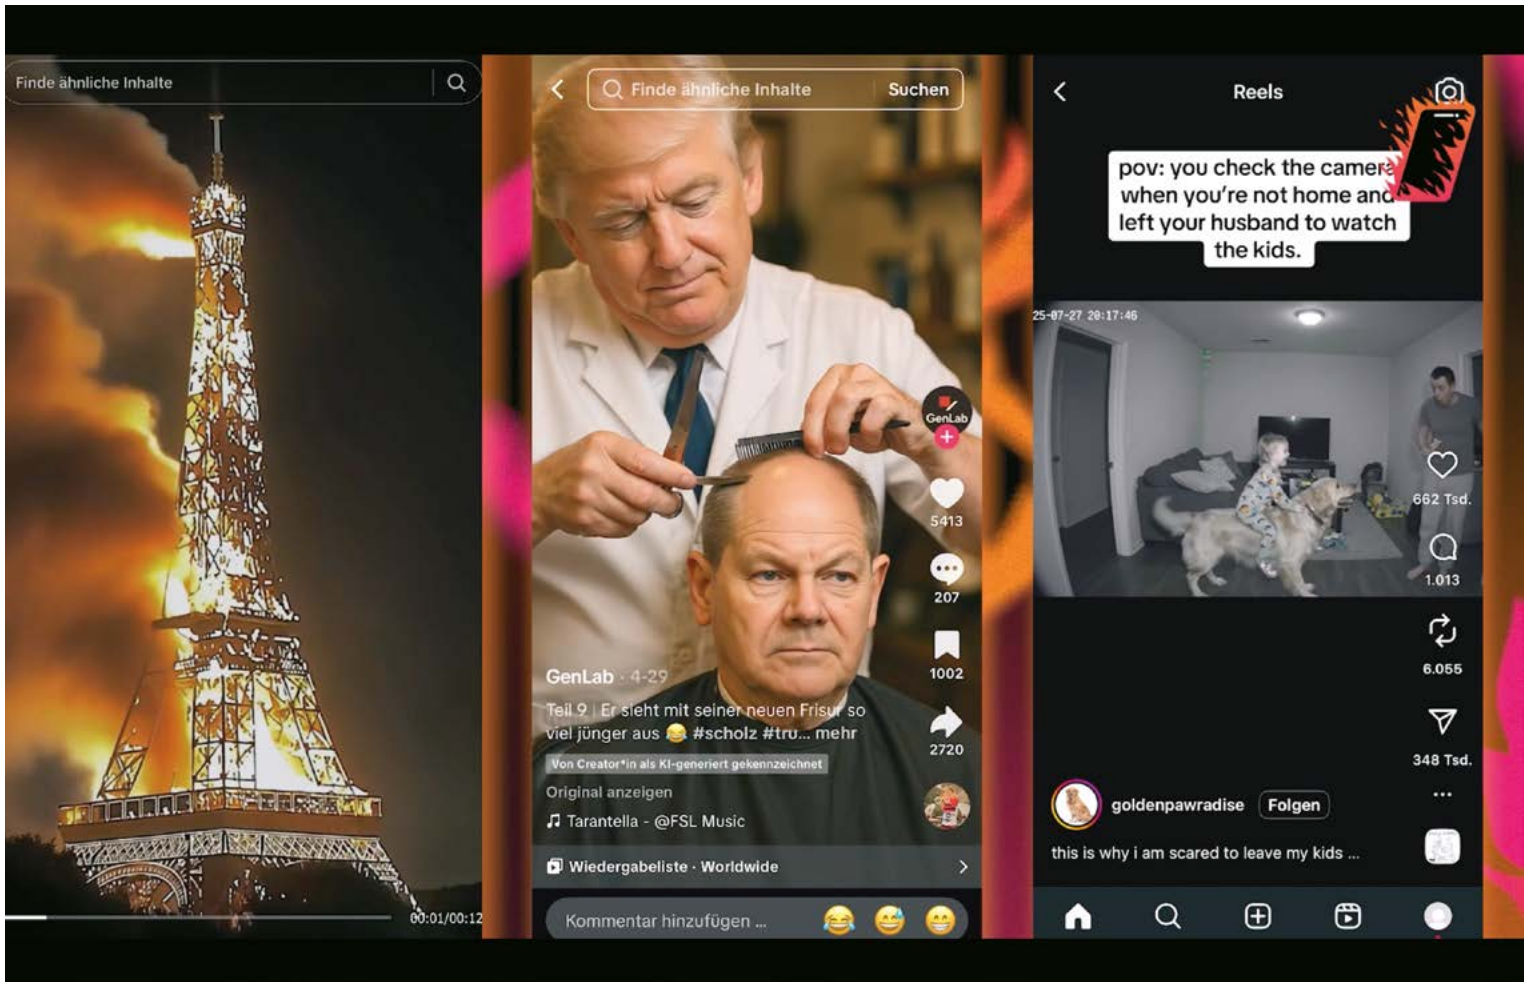 Finde ähnliche Inhalte
00:01/00:12
Finde ähnliche Inhalte
Suchen
GenLab
5413
207
1002
2720
GenLab · 4-29
Teil 9 | Er sieht mit seiner neuen Frisur so
viel jünger aus 😂 #scholz #tru... mehr
Von Creator*in als KI-generiert gekennzeichnet
Original anzeigen
Tarantella - @FSL Music
Wiedergabeliste · Worldwide
Kommentar hinzufügen ...
Reels
pov: you check the camera
when you're not home and
left your husband to watch
the kids.
25-07-27 20:17:46
662 Tsd.
1.013
6.055
348 Tsd.
goldenpawradise
Folgen
this is why i am scared to leave my kids ...